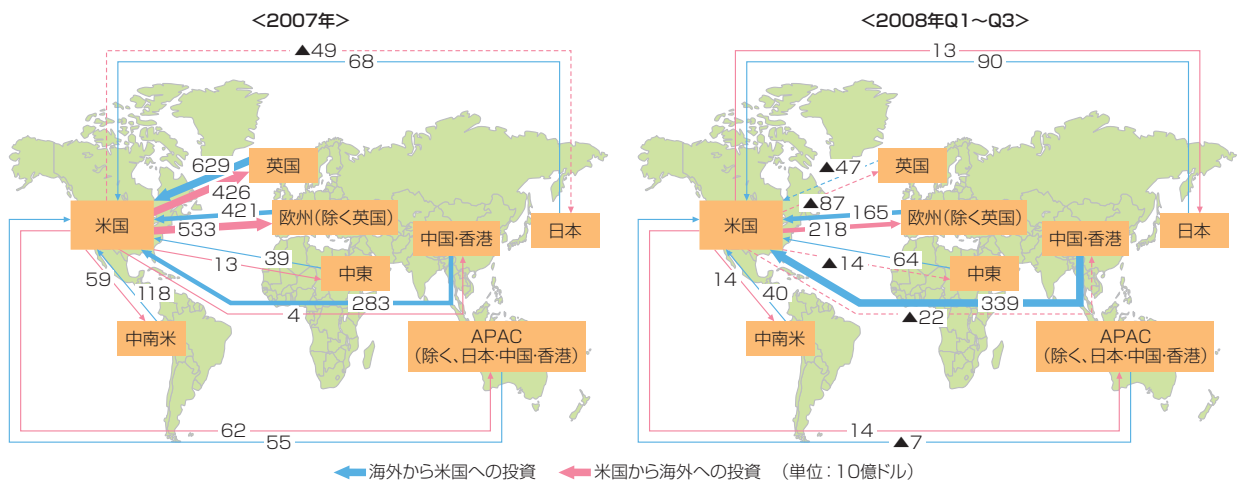 <2007年>
▲49
68
629
英国
426
421
欧州(除く英国)
533
米国
中国・香港
日本
39
13
中東
59
118
283
4
中南米
APAC
(除く、日本・中国・香港)
62
55
<2008年Q1~Q3>
13
90
▲47
英国
▲87
165
欧州(除く英国)
218
米国
中国・香港
日本
64
▲14
中東
14
40
339
▲22
中南米
APAC
(除く、日本・中国・香港)
14
▲7
海外から米国への投資 米国から海外への投資 (単位:10億ドル)